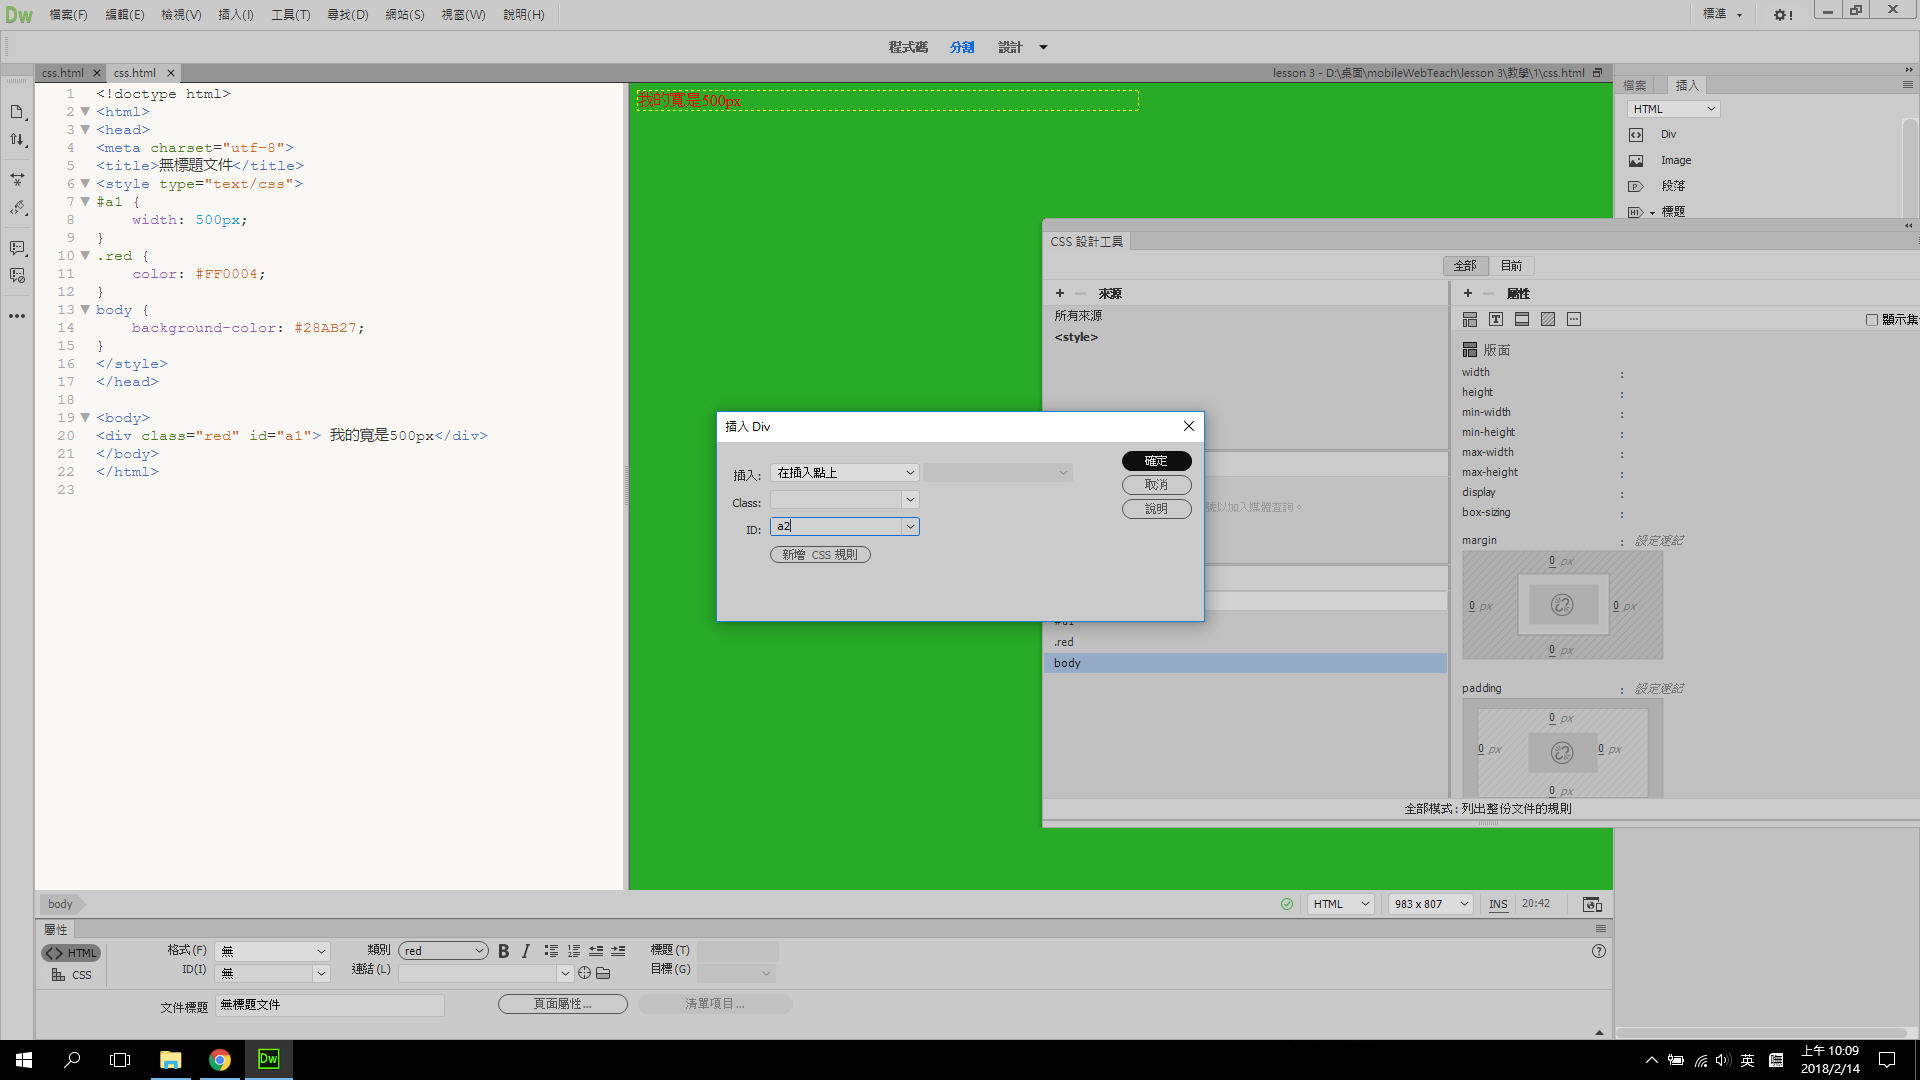 Dw 檔案(F) 編輯(E) 檢視(V) 插入(I) 工具(T) 尋找(D) 網站(S) 視窗(W) 說明(H) 標準
程式碼 分割 設計
css.html css.html lesson 3 - D:\桌面\mobileWebTeach\lesson 3\教學\1\css.html
1 <!doctype html>
2 <html>
3 <head>
4 <meta charset="utf-8">
5 <title>無標題文件</title>
6 <style type="text/css">
7 #a1 {
8 width: 500px;
9 }
10 .red {
11 color: #FF0004;
12 }
13 body {
14 background-color: #28AB27;
15 }
16 </style>
17 </head>
18
19 <body>
20 <div class="red" id="a1"> 我的寬是500px</div>
21 </body>
22 </html>
23
我的寬是500px
檔案 插入
HTML
Div
Image
段落
標題
CSS 設計工具
全部 目前
來源
所有來源
<style>
號以加入媒體查詢。
.red
body
屬性
顯示集
版面
width :
height :
min-width :
min-height :
max-width :
max-height :
display :
box-sizing :
margin : 設定速記
0 px
0 px 0 px
0 px
padding : 設定速記
0 px
0 px 0 px
0 px
全部模式 : 列出整份文件的規則
插入 Div
插入: 在插入點上
Class:
ID: a2
新增 CSS 規則
確定
取消
說明
body HTML 983 x 807 INS 20:42
屬性
HTML
CSS
格式(F) 無
ID(I) 無
類別 red
連結(L)
B I
標題(T)
目標(G)
文件標題 無標題文件
頁面屬性... 清單項目...
Dw
英
上午 10:09
2018/2/14